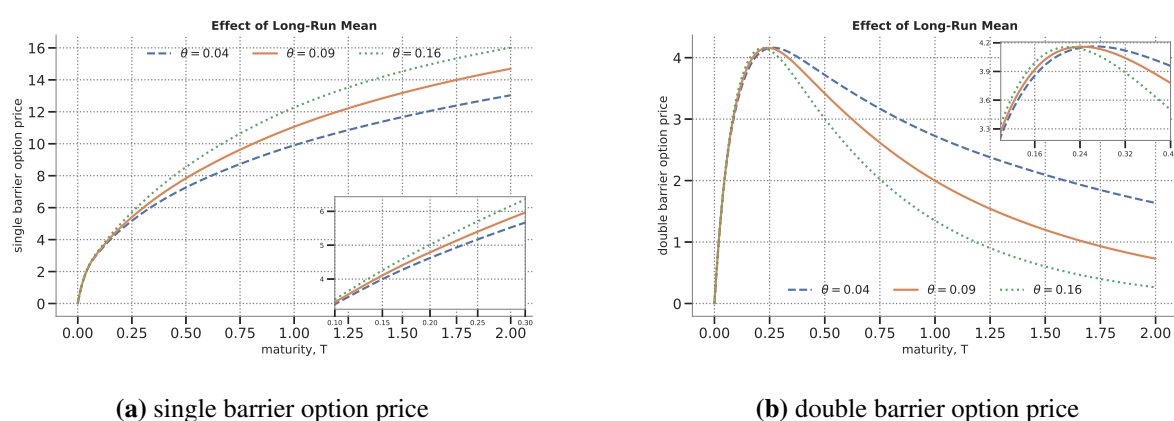 Effect of Long-Run Mean
θ = 0.04 θ = 0.09 θ = 0.16
single barrier option price
16
14
12
10
8
6
4
2
0
6
5
4
0.10 0.15 0.20 0.25 0.30
0.00 0.25 0.50 0.75 1.00 1.25 1.50 1.75 2.00
maturity, T
(a) single barrier option price
Effect of Long-Run Mean
double barrier option price
4
3
2
1
0
4.2
3.9
3.6
3.3
0.16 0.24 0.32 0.4
θ = 0.04 θ = 0.09 θ = 0.16
0.00 0.25 0.50 0.75 1.00 1.25 1.50 1.75 2.00
maturity, T
(b) double barrier option price